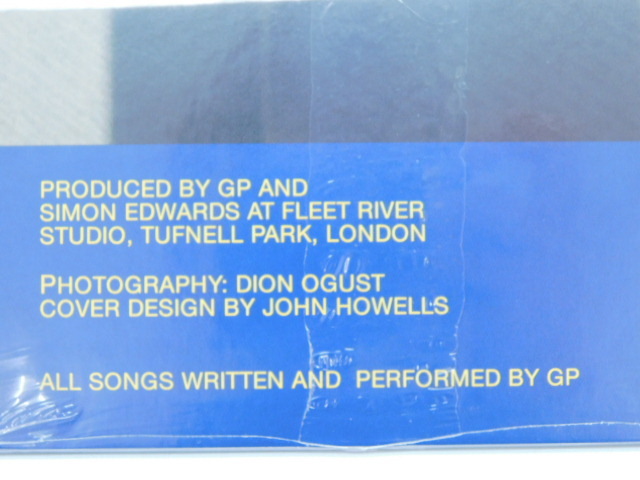 PRODUCED BY GP AND
SIMON EDWARDS AT FLEET RIVER
STUDIO, TUFNELL PARK, LONDON
PHOTOGRAPHY: DION OGUST
COVER DESIGN BY JOHN HOWELLS
ALL SONGS WRITTEN AND PERFORMED BY GP